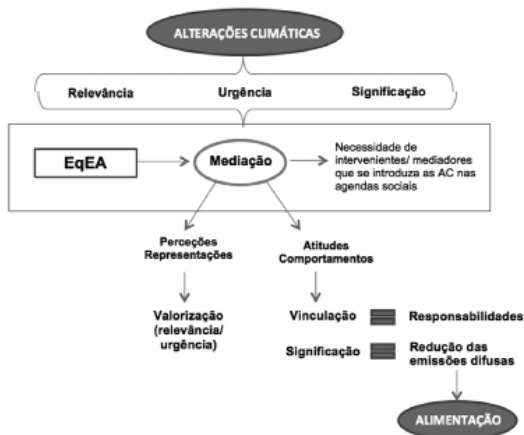 ALTERAÇÕES CLIMÁTICAS
Relevância
Urgência
Significação
EqEA
Mediação
Necessidade de
intervenientes/ mediadores
que se introduza as AC nas
agendas sociais
Perceções
Representações
Atitudes
Comportamentos
Valorização
(relevância/
urgência)
Vinculação
Responsabilidades
Significação
Redução das
emissões difusas
ALIMENTAÇÃO